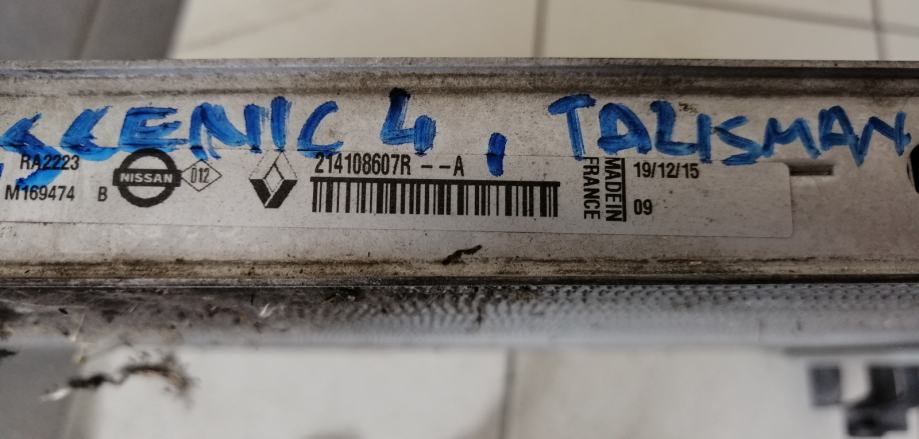 SCENIC 4, TALISMAN
RA2223
M169474 B
NISSAN
D12
214108607R --A
MADE IN
FRANCE
19/12/15
09